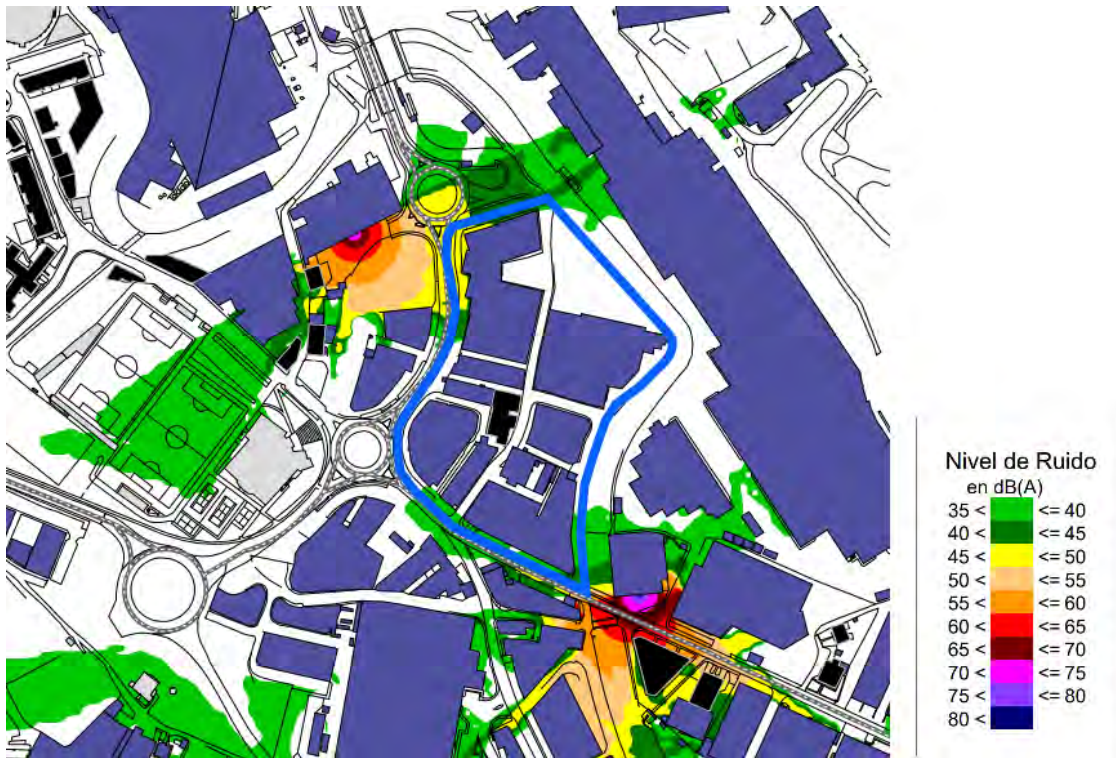 Nivel de Ruido
en dB(A)
35 < <= 40
40 < <= 45
45 < <= 50
50 < <= 55
55 < <= 60
60 < <= 65
65 < <= 70
70 < <= 75
75 < <= 80
80 <